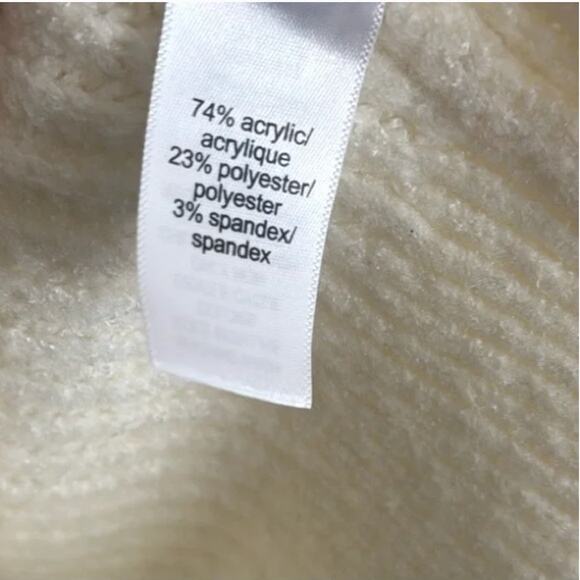 74% acrylic/
acrylique
23% polyester/
polyester
3% spandex/
spandex